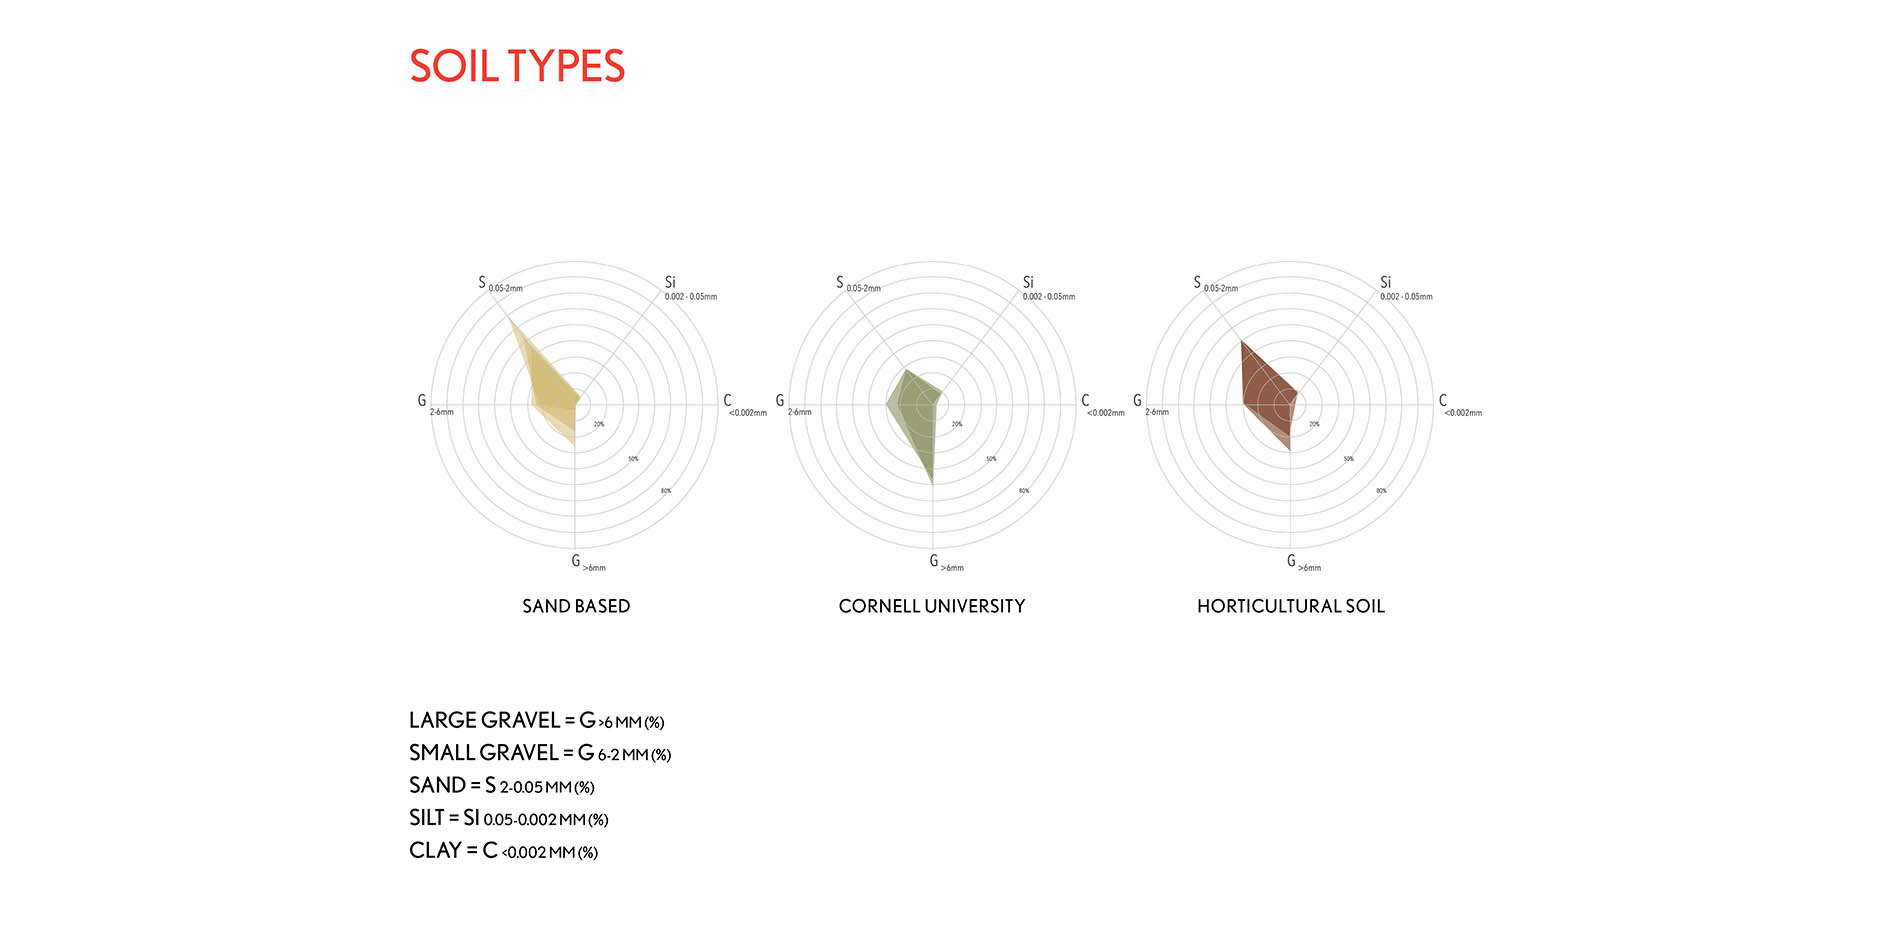 SOIL TYPES
S 0.05-2mm
Si
0.002 - 0.05mm
G 2-6mm
C <0.002mm
20%
50%
80%
G >6mm
SAND BASED
S 0.05-2mm
Si
0.002 - 0.05mm
G 2-6mm
C <0.002mm
20%
50%
80%
G >6mm
CORNELL UNIVERSITY
S 0.05-2mm
Si
0.002 - 0.05mm
G 2-6mm
C <0.002mm
20%
50%
80%
G >6mm
HORTICULTURAL SOIL
LARGE GRAVEL = G >6 MM (%)
SMALL GRAVEL = G 6-2 MM (%)
SAND = S 2-0.05 MM (%)
SILT = SI 0.05-0.002 MM (%)
CLAY = C <0.002 MM (%)